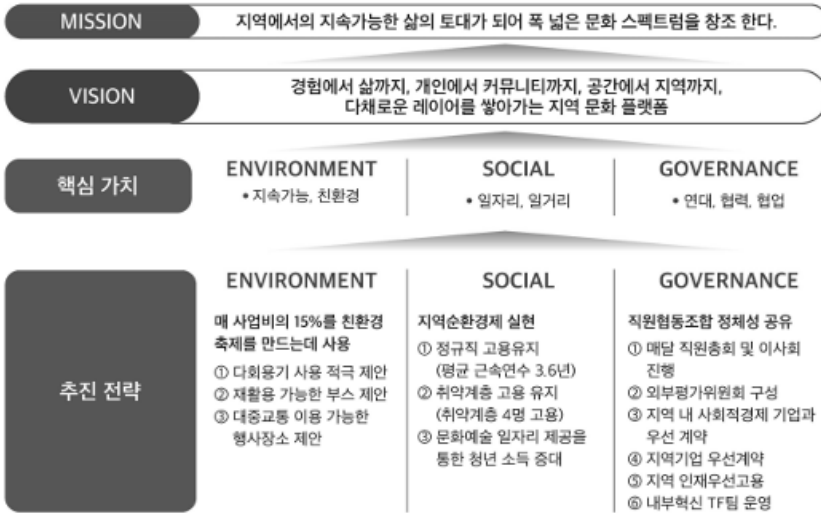 MISSION
지역에서의 지속가능한 삶의 토대가 되어 폭 넓은 문화 스펙트럼을 창조 한다.
VISION
경험에서 삶까지, 개인에서 커뮤니티까지, 공간에서 지역까지,
다채로운 레이어를 쌓아가는 지역 문화 플랫폼
핵심 가치
ENVIRONMENT
• 지속가능, 친환경
SOCIAL
• 일자리, 일거리
GOVERNANCE
• 연대, 협력, 협업
추진 전략
ENVIRONMENT
매 사업비의 15%를 친환경
축제를 만드는데 사용
① 다회용기 사용 적극 제안
② 재활용 가능한 부스 제안
③ 대중교통 이용 가능한
행사장소 제안
SOCIAL
지역순환경제 실현
① 정규직 고용유지
(평균 근속연수 3.6년)
② 취약계층 고용 유지
(취약계층 4명 고용)
③ 문화예술 일자리 제공을
통한 청년 소득 증대
GOVERNANCE
직원협동조합 정체성 공유
① 매달 직원총회 및 이사회
진행
② 외부평가위원회 구성
③ 지역 내 사회적경제 기업과
우선 계약
④ 지역기업 우선계약
⑤ 지역 인재우선고용
⑥ 내부혁신 TF팀 운영